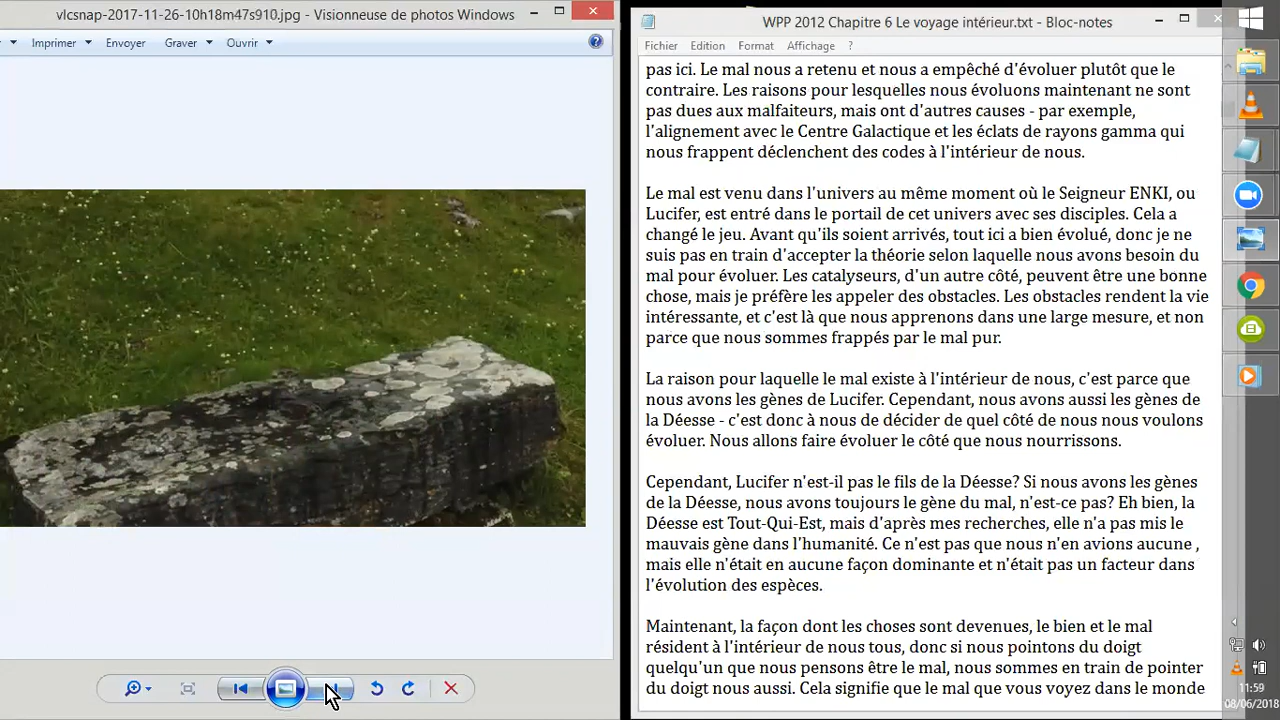 vlcsnap-2017-11-26-10h18m47s910.jpg - Visionneuse de photos Windows
Imprimer Envoyer Graver Ouvrir
WPP 2012 Chapitre 6 Le voyage intérieur.txt - Bloc-notes
Fichier Edition Format Affichage ?
pas ici. Le mal nous a retenu et nous a empêché d'évoluer plutôt que le
contraire. Les raisons pour lesquelles nous évoluons maintenant ne sont
pas dues aux malfaiteurs, mais ont d'autres causes - par exemple,
l'alignement avec le Centre Galactique et les éclats de rayons gamma qui
nous frappent déclenchent des codes à l'intérieur de nous.
Le mal est venu dans l'univers au même moment où le Seigneur ENKI, ou
Lucifer, est entré dans le portail de cet univers avec ses disciples. Cela a
changé le jeu. Avant qu'ils soient arrivés, tout ici a bien évolué, donc je ne
suis pas en train d'accepter la théorie selon laquelle nous avons besoin du
mal pour évoluer. Les catalyseurs, d'un autre côté, peuvent être une bonne
chose, mais je préfère les appeler des obstacles. Les obstacles rendent la vie
intéressante, et c'est là que nous apprenons dans une large mesure, et non
parce que nous sommes frappés par le mal pur.
La raison pour laquelle le mal existe à l'intérieur de nous, c'est parce que
nous avons les gènes de Lucifer. Cependant, nous avons aussi les gènes de
la Déesse - c'est donc à nous de décider de quel côté de nous nous voulons
évoluer. Nous allons faire évoluer le côté que nous nourrissons.
Cependant, Lucifer n'est-il pas le fils de la Déesse? Si nous avons les gènes
de la Déesse, nous avons toujours le gène du mal, n'est-ce pas? Eh bien, la
Déesse est Tout-Qui-Est, mais d'après mes recherches, elle n'a pas mis le
mauvais gène dans l'humanité. Ce n'est pas que nous n'en avions aucune ,
mais elle n'était en aucune façon dominante et n'était pas un facteur dans
l'évolution des espèces.
Maintenant, la façon dont les choses sont devenues, le bien et le mal
résident à l'intérieur de nous tous, donc si nous pointons du doigt
quelqu'un que nous pensons être le mal, nous sommes en train de pointer
du doigt nous aussi. Cela signifie que le mal que vous voyez dans le monde
11:59
08/06/2018